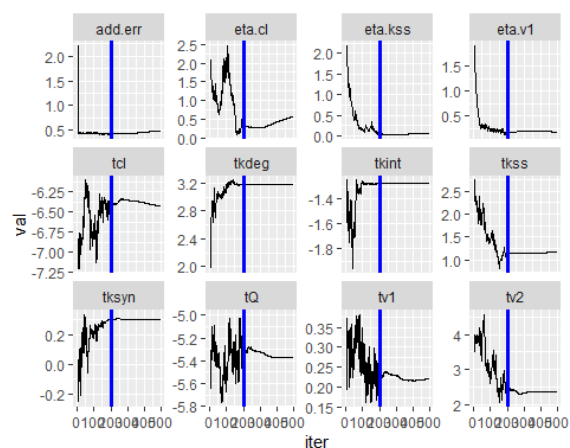 add.err eta.cl eta.kss eta.v1
2.0 1.5 1.0 0.5
2.5 2.0 1.5 1.0 0.5 0.0
2.0 1.5 1.0 0.5 0.0
1.5 1.0 0.5
tcl tkdeg tkint tkss
-6.25 -6.50 -6.75 -7.00 -7.25
3.2 2.8 2.4 2.0
-1.4 -1.6 -1.8
2.5 2.0 1.5 1.0
val
tksyn tQ tv1 tv2
0.2 0.0 -0.2
-5.0 -5.2 -5.4 -5.6 -5.8
0.35 0.30 0.25 0.20 0.15
4 3 2
0100200300400500600 0100200300400500600 0100200300400500600 0100200300400500600
iter